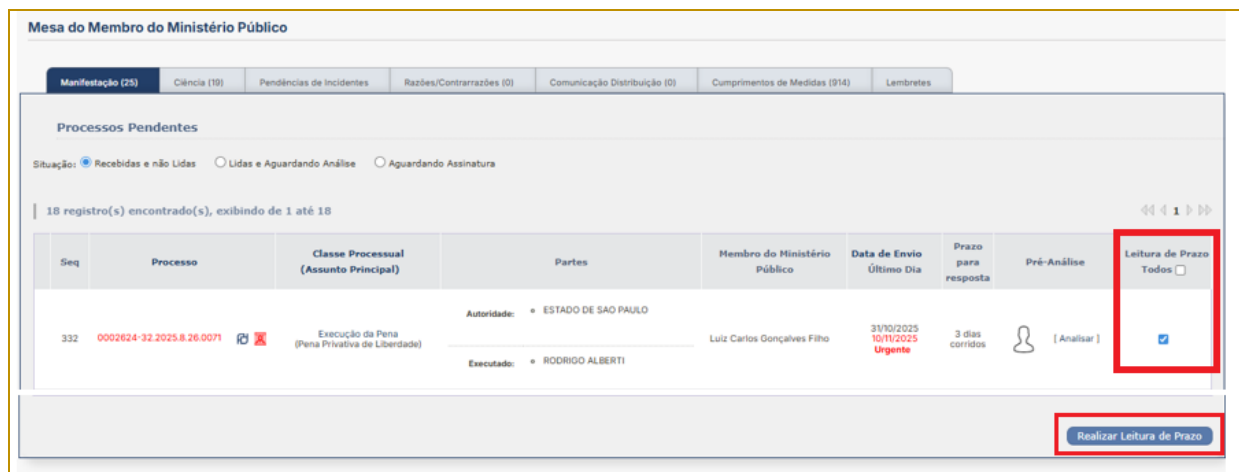 Mesa do Membro do Ministério Público
Manifestação (25) Ciência (19) Pendências de Incidentes Razões/Contrarrazões (0) Comunicação Distribuição (0) Cumprimentos de Medidas (914) Lembretes
Processos Pendentes
Situação: Recebidas e não Lidas Lidas e Aguardando Análise Aguardando Assinatura
18 registro(s) encontrado(s), exibindo de 1 até 18
1
Seq Processo Classe Processual (Assunto Principal) Partes Membro do Ministério Público Data de Envio Último Dia Prazo para resposta Pré-Análise Leitura de Prazo Todos
332 0002624-32.2025.8.26.0071 Execução da Pena (Pena Privativa de Liberdade) Autoridade: ESTADO DE SAO PAULO Executado: RODRIGO ALBERTI Luiz Carlos Gonçalves Filho 31/10/2025 10/11/2025 Urgente 3 dias corridos [ Analisar ]
Realizar Leitura de Prazo